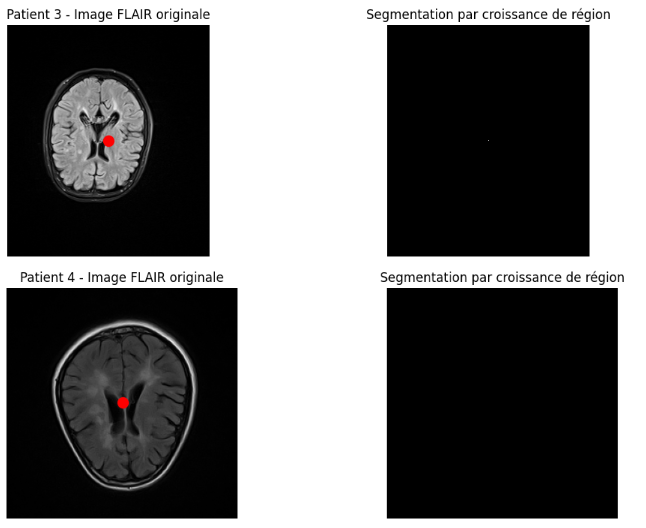 Patient 3 - Image FLAIR originale
Segmentation par croissance de région
Patient 4 - Image FLAIR originale
Segmentation par croissance de région